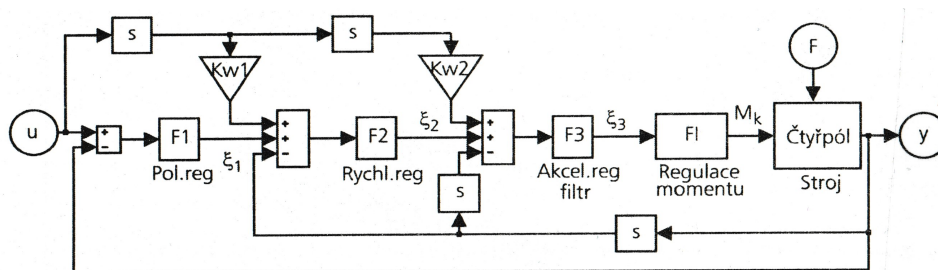 s
s
F
Kw1
Kw2
u
+
−
F1
ξ1
Pol.reg
+
+
−
F2
ξ2
Rychl.reg
+
+
−
s
F3
ξ3
Akcel.reg
filtr
FI
Regulace
momentu
Mk
Čtyřpól
Stroj
y
s